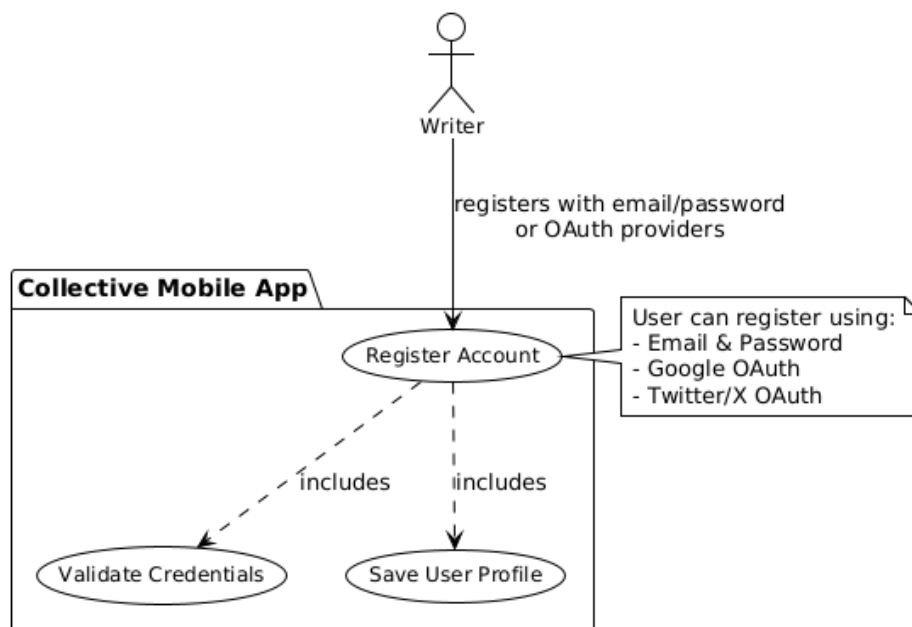 Writer
registers with email/password
or OAuth providers
Collective Mobile App
User can register using:
- Email & Password
- Google OAuth
- Twitter/X OAuth
Register Account
includes
includes
Validate Credentials
Save User Profile